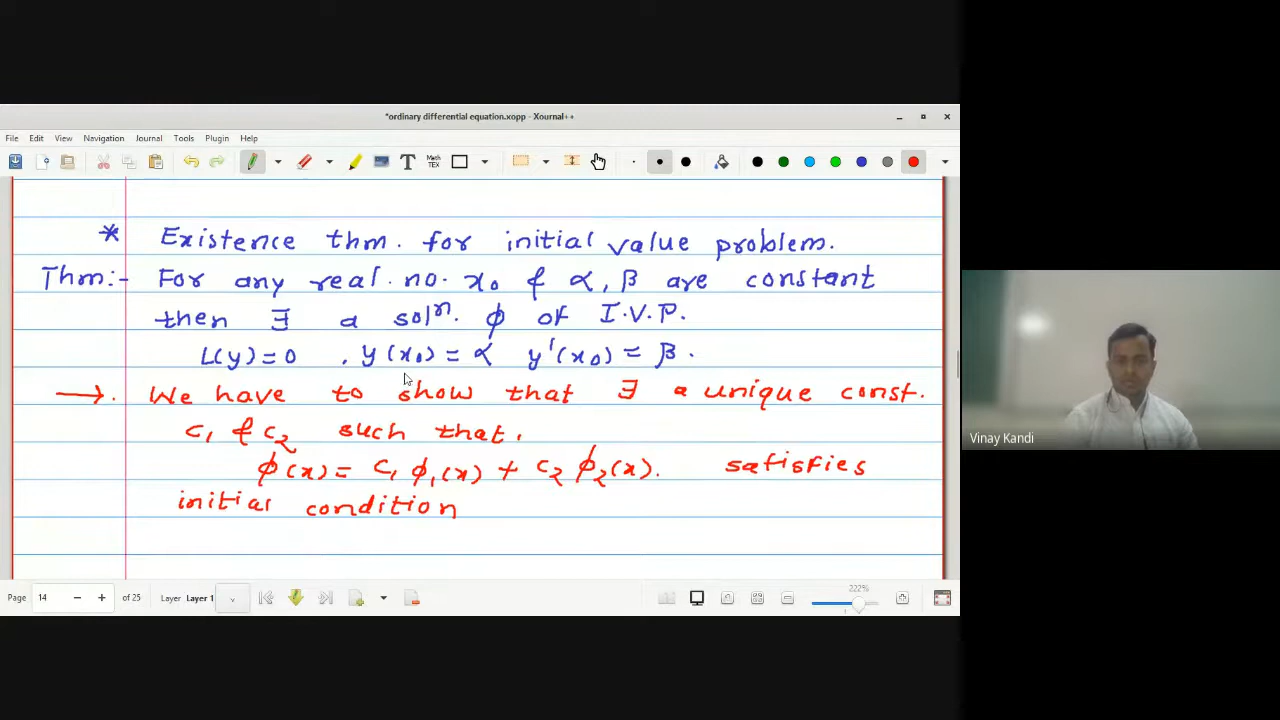 *ordinary differential equation.xopp - Xournal++
File Edit View Navigation Journal Tools Plugin Help
* Existence thm. for initial value problem.
Thm:- For any real no. x₀ & α, β are constant
then ∃ a solⁿ. ϕ of I.V.P.
L(y)=0 , y(x₀) = α y'(x₀) = β.
→. We have to show that ∃ a unique const.
c₁ & c₂ such that,
ϕ(x) = c₁ ϕ₁(x) + c₂ ϕ₂(x). satisfies
initial condition
Vinay Kandi
Page 14 of 25 Layer Layer 1 222%